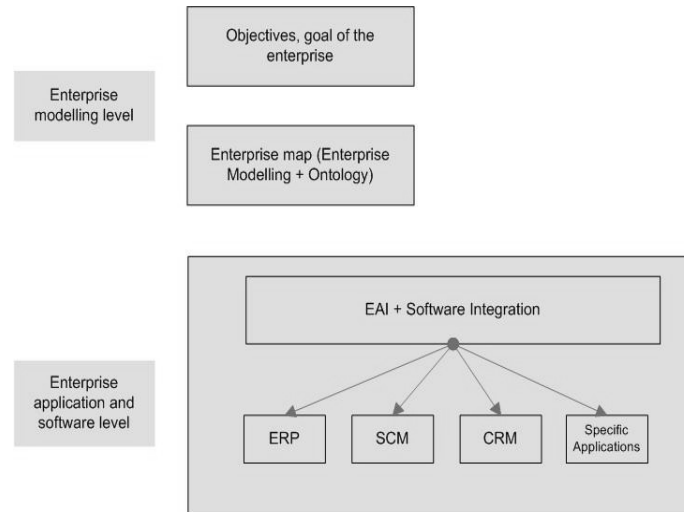 Objectives, goal of the
enterprise
Enterprise
modelling level
Enterprise map (Enterprise
Modelling + Ontology)
EAI + Software Integration
Enterprise
application and
software level
ERP
SCM
CRM
Specific
Applications